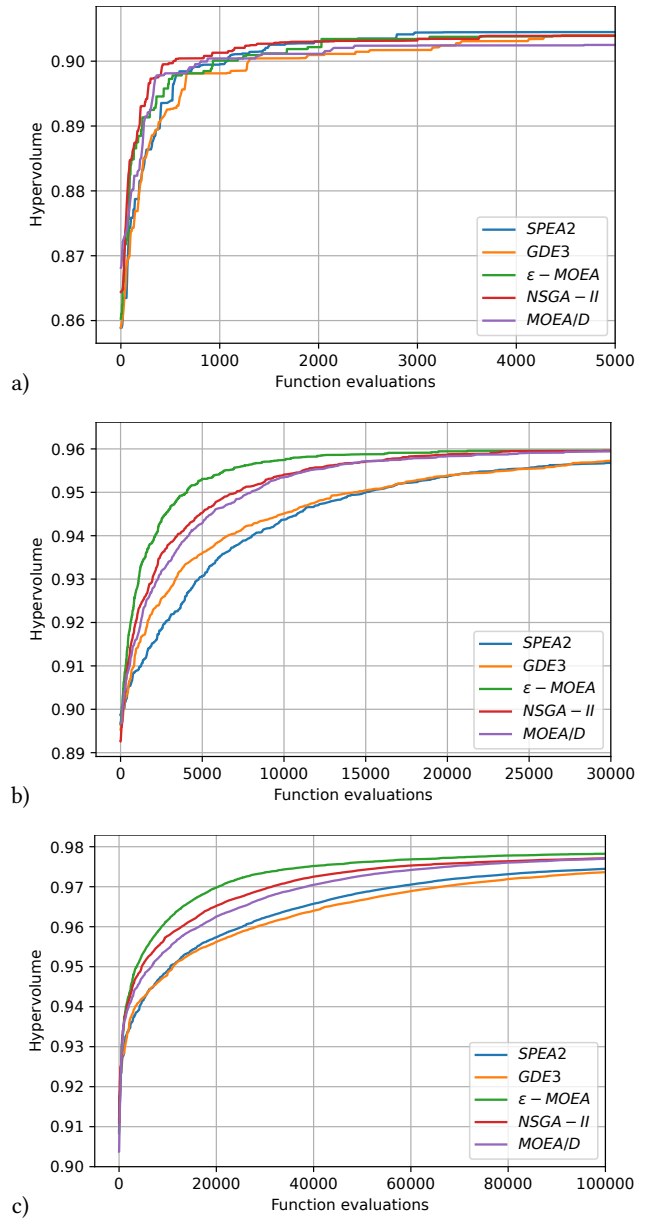 0.90
0.89
0.88
0.87
0.86
Hypervolume
SPEA2
GDE3
ε − MOEA
NSGA − II
MOEA/D
0 1000 2000 3000 4000 5000
Function evaluations
a)
0.96
0.95
0.94
0.93
0.92
0.91
0.90
0.89
Hypervolume
SPEA2
GDE3
ε − MOEA
NSGA − II
MOEA/D
0 5000 10000 15000 20000 25000 30000
Function evaluations
b)
0.98
0.97
0.96
0.95
0.94
0.93
0.92
0.91
0.90
Hypervolume
SPEA2
GDE3
ε − MOEA
NSGA − II
MOEA/D
0 20000 40000 60000 80000 100000
Function evaluations
c)